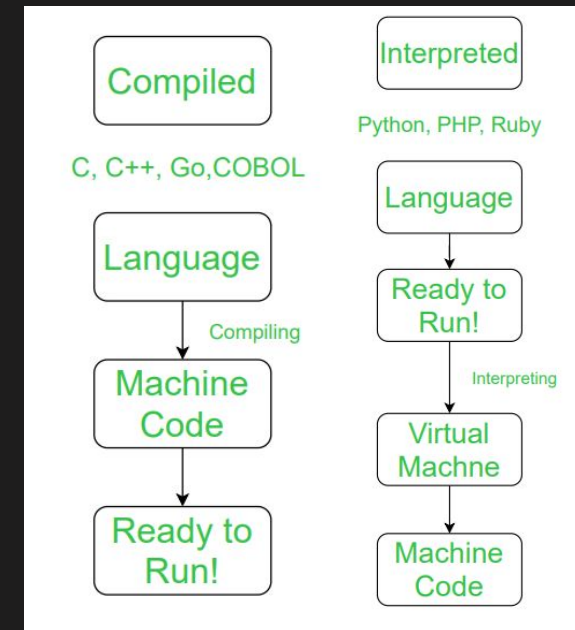 Compiled
C, C++, Go,COBOL
Language
Compiling
Machine
Code
Ready to
Run!
Interpreted
Python, PHP, Ruby
Language
Ready to
Run!
Interpreting
Virtual
Machne
Machine
Code